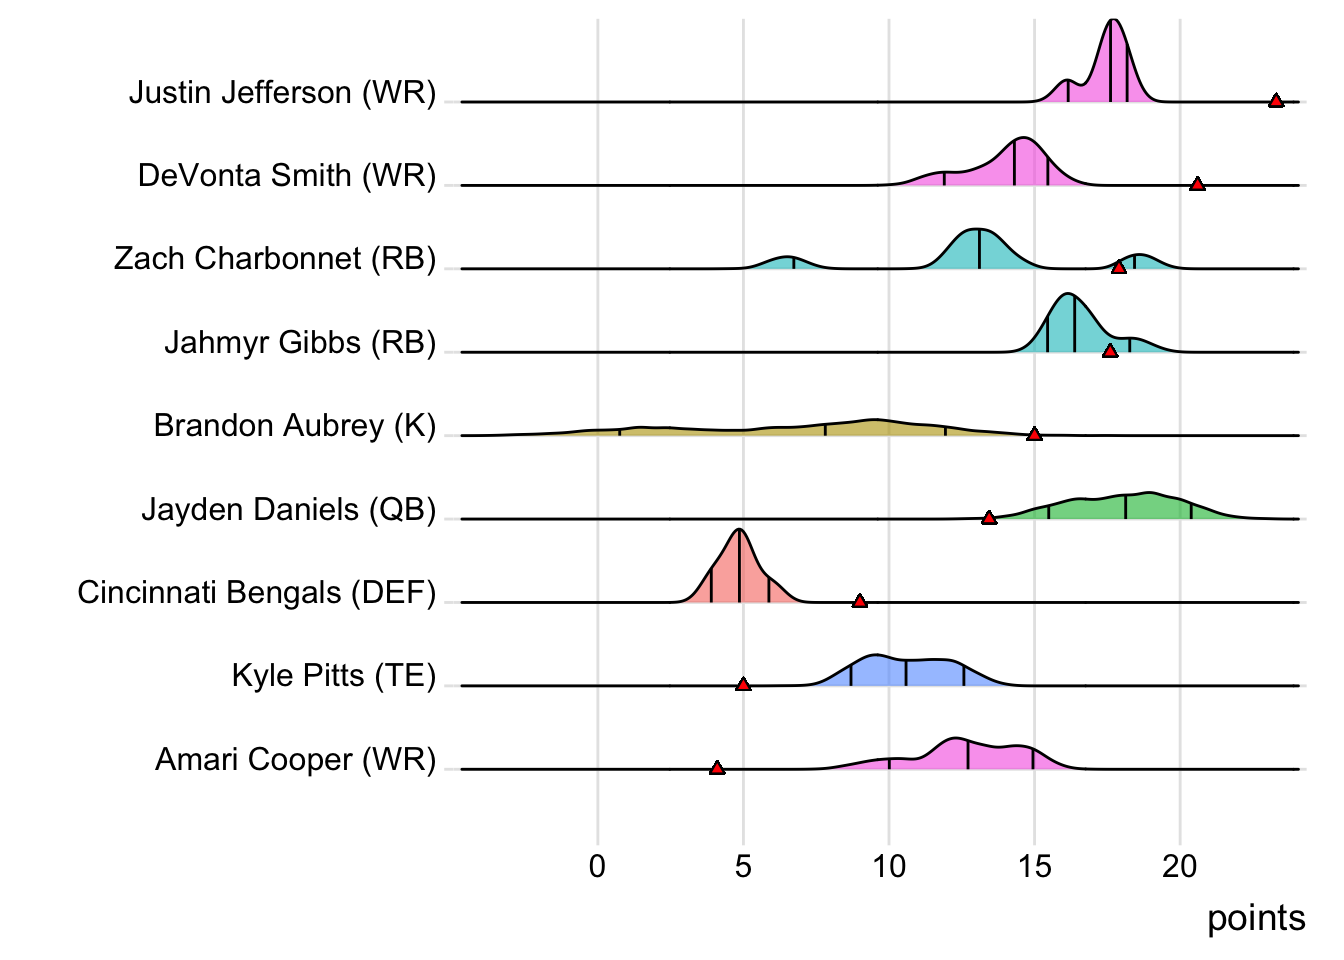 Justin Jefferson (WR)
DeVonta Smith (WR)
Zach Charbonnet (RB)
Jahmyr Gibbs (RB)
Brandon Aubrey (K)
Jayden Daniels (QB)
Cincinnati Bengals (DEF)
Kyle Pitts (TE)
Amari Cooper (WR)
0 5 10 15 20
points